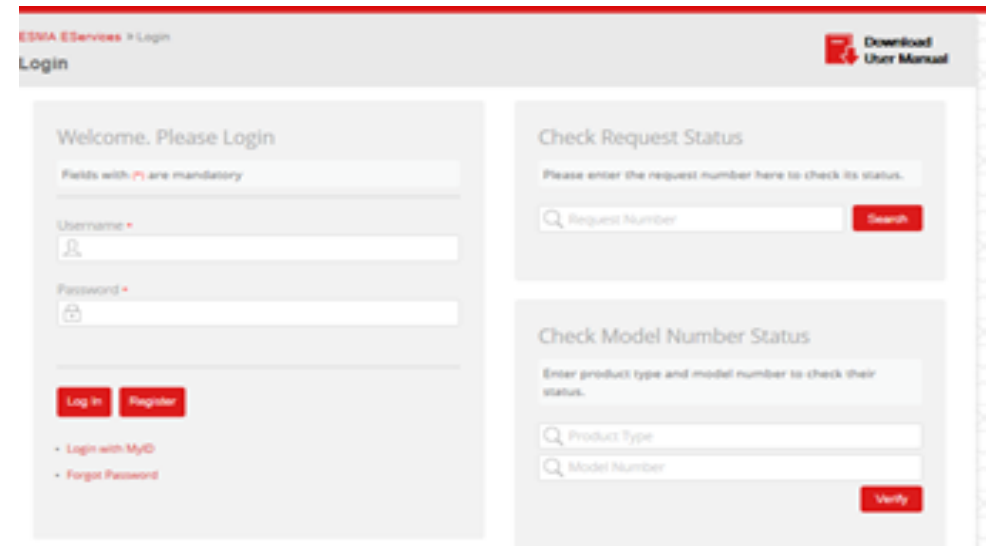 ESMA EServices » Login
Login
Download
User Manual
Welcome. Please Login
Fields with (*) are mandatory
Username *
Password *
Log In
Register
Login with MyID
Forgot Password
Check Request Status
Please enter the request number here to check its status.
Request Number
Search
Check Model Number Status
Enter product type and model number to check their
status.
Product Type
Model Number
Verify